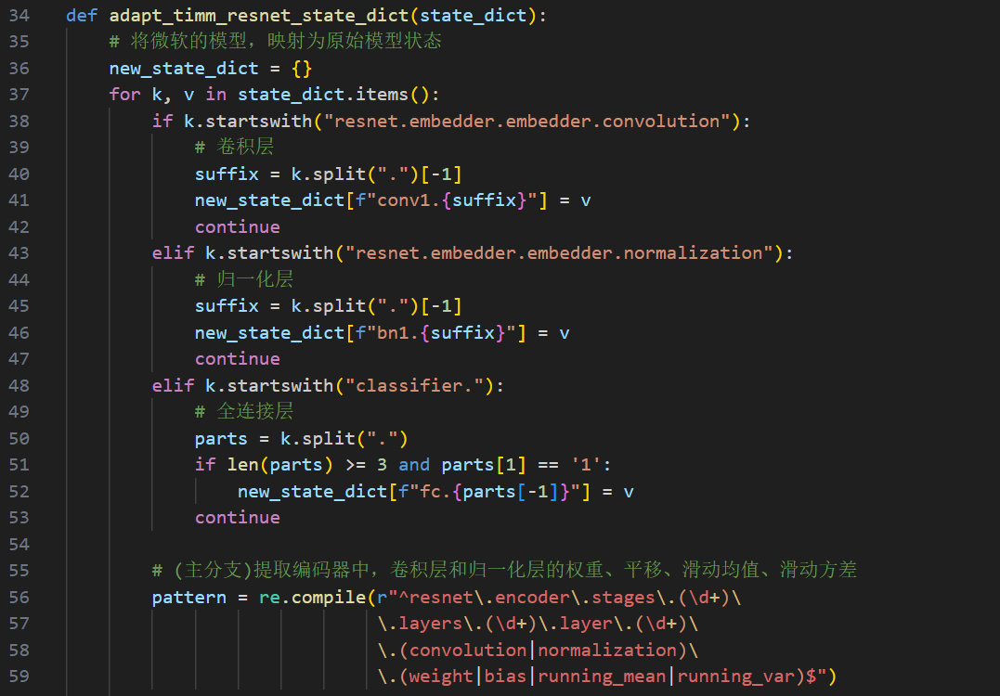 34 def adapt_timm_resnet_state_dict(state_dict):
35     # 将微软的模型，映射为原始模型状态
36     new_state_dict = {}
37     for k, v in state_dict.items():
38         if k.startswith("resnet.embedder.embedder.convolution"):
39             # 卷积层
40             suffix = k.split(".")[-1]
41             new_state_dict[f"conv1.{suffix}"] = v
42             continue
43         elif k.startswith("resnet.embedder.embedder.normalization"):
44             # 归一化层
45             suffix = k.split(".")[-1]
46             new_state_dict[f"bn1.{suffix}"] = v
47             continue
48         elif k.startswith("classifier."):
49             # 全连接层
50             parts = k.split(".")
51             if len(parts) >= 3 and parts[1] == '1':
52                 new_state_dict[f"fc.{parts[-1]}"] = v
53             continue
54
55         # (主分支)提取编码器中，卷积层和归一化层的权重、平移、滑动均值、滑动方差
56         pattern = re.compile(r"^resnet\.encoder\.stages\.(\d+)\
57                              \.layers\.(\d+)\.layer\.(\d+)\
58                              \.(convolution|normalization)\
59                              \.(weight|bias|running_mean|running_var)$")